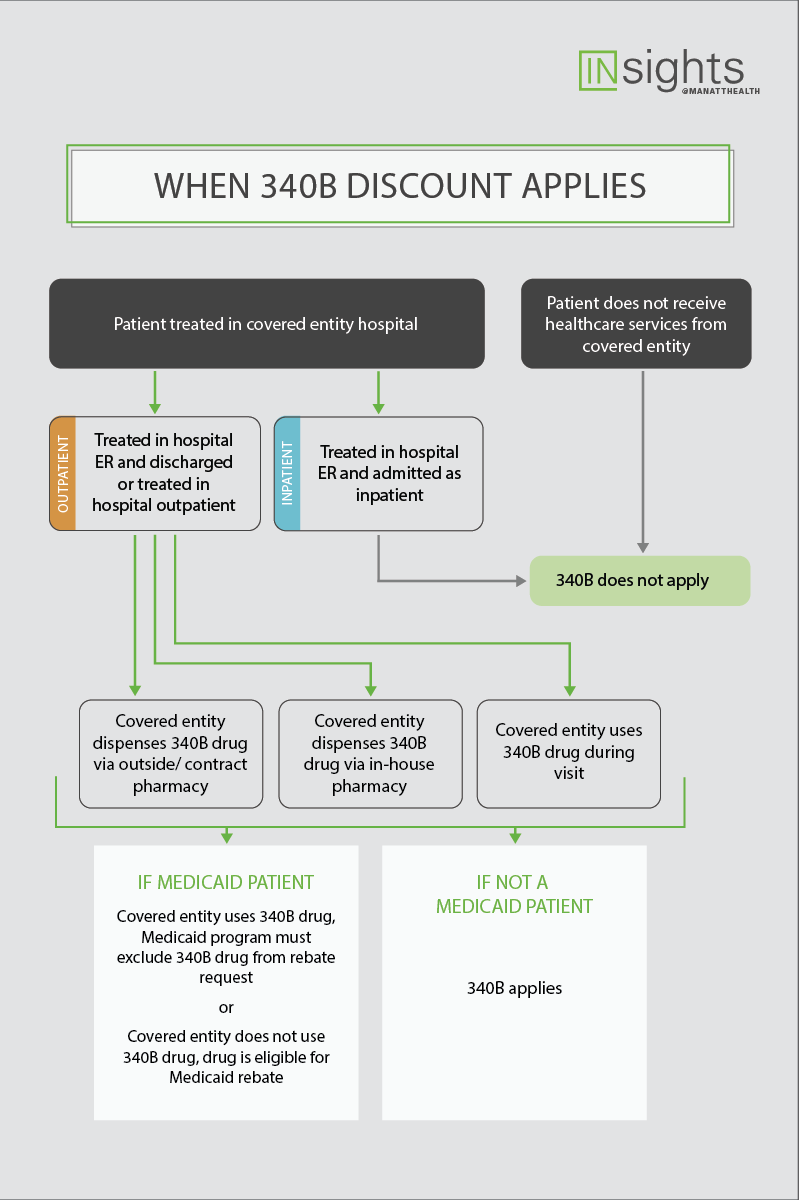 INsights
@MANATTHEALTH
WHEN 340B DISCOUNT APPLIES
Patient treated in covered entity hospital
Patient does not receive
healthcare services from
covered entity
OUTPATIENT
Treated in hospital
ER and discharged
or treated in
hospital outpatient
INPATIENT
Treated in hospital
ER and admitted as
inpatient
340B does not apply
Covered entity
dispenses 340B drug
via outside/ contract
pharmacy
Covered entity
dispenses 340B
drug via in-house
pharmacy
Covered entity uses
340B drug during
visit
IF MEDICAID PATIENT
Covered entity uses 340B drug,
Medicaid program must
exclude 340B drug from rebate
request
or
Covered entity does not use
340B drug, drug is eligible for
Medicaid rebate
IF NOT A
MEDICAID PATIENT
340B applies